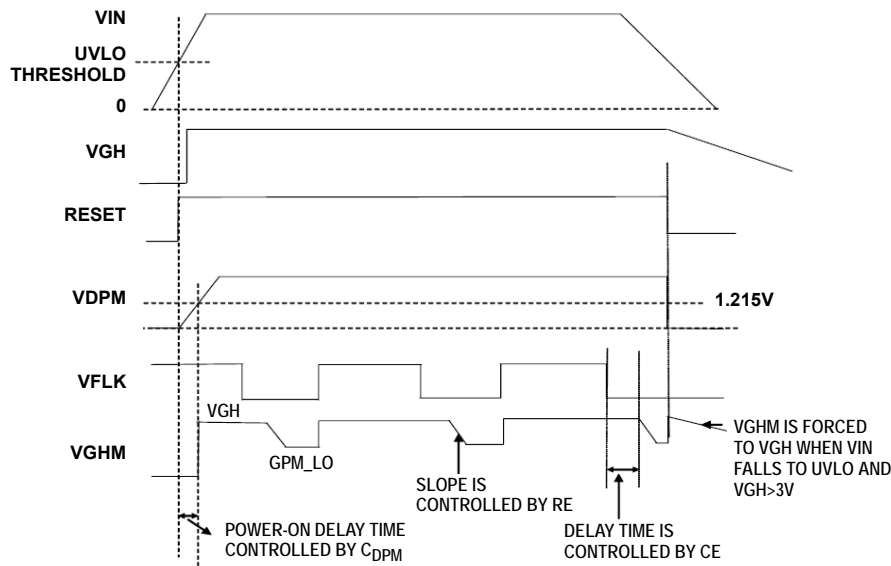 VIN
UVLO
THRESHOLD
0
VGH
RESET
VDPM
1.215V
VFLK
VGH
VGHM
GPM_LO
SLOPE IS
CONTROLLED BY RE
VGHM IS FORCED
TO VGH WHEN VIN
FALLS TO UVLO AND
VGH>3V
POWER-ON DELAY TIME
CONTROLLED BY CDPM
DELAY TIME IS
CONTROLLED BY CE